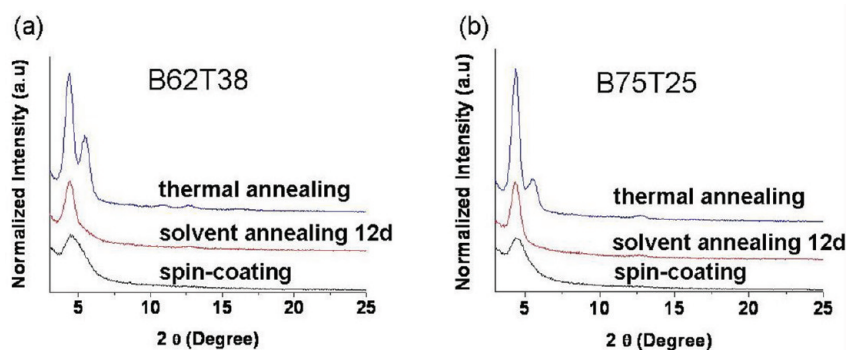 (a)
B62T38
thermal annealing
solvent annealing 12d
spin-coating
Normalized Intensity (a.u)
5 10 15 20 25
2 θ (Degree)
(b)
B75T25
thermal annealing
solvent annealing 12d
spin-coating
Normalized Intensity (a.u)
5 10 15 20 25
2 θ (Degree)